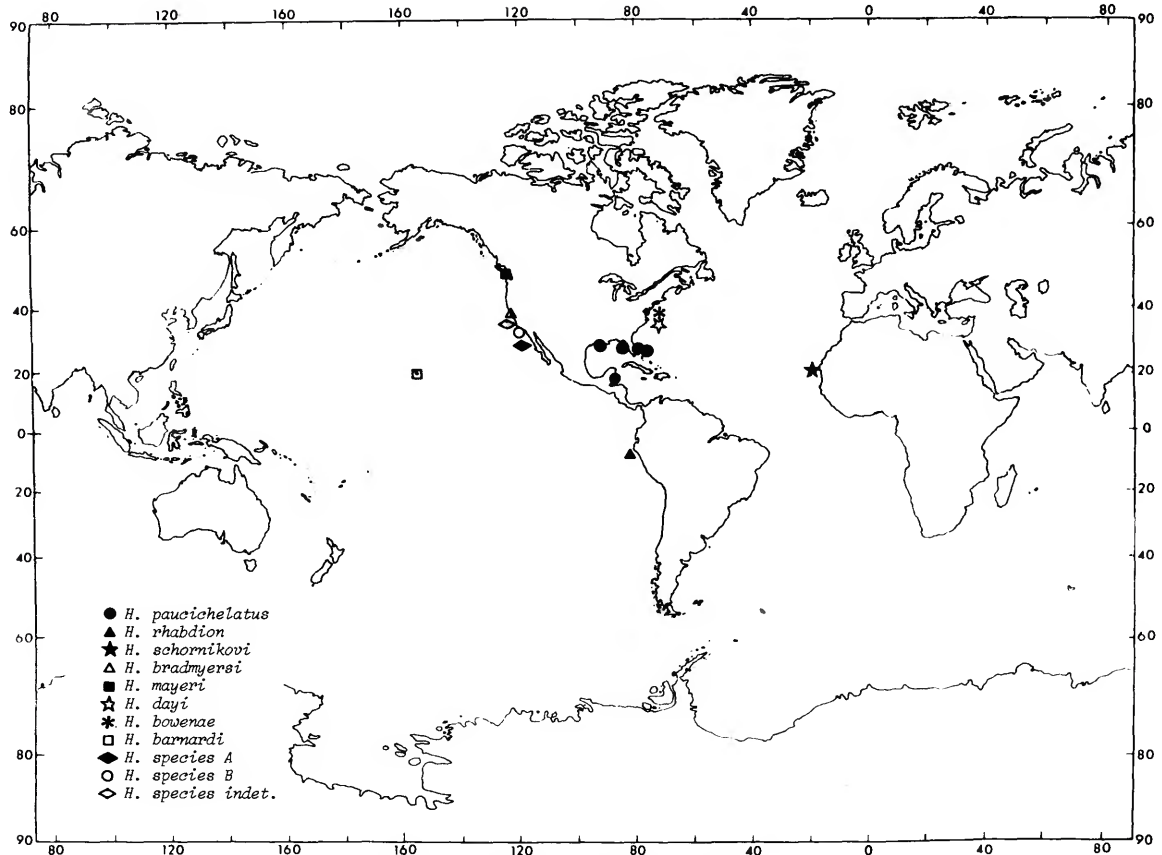 80 120 160 120 80 40 0 40 80
90 90
80 80
60 60
40 40
20 20
0 0
20 20
40 40
60 60
80 80
90 90
80 120 160 120 80 40 0 40 80
H. paucichelatus
H. rhabdion
H. schornikovi
H. bradmyersi
H. mayeri
H. dayi
H. bowenae
H. barnardi
H. species A
H. species B
H. species indet.